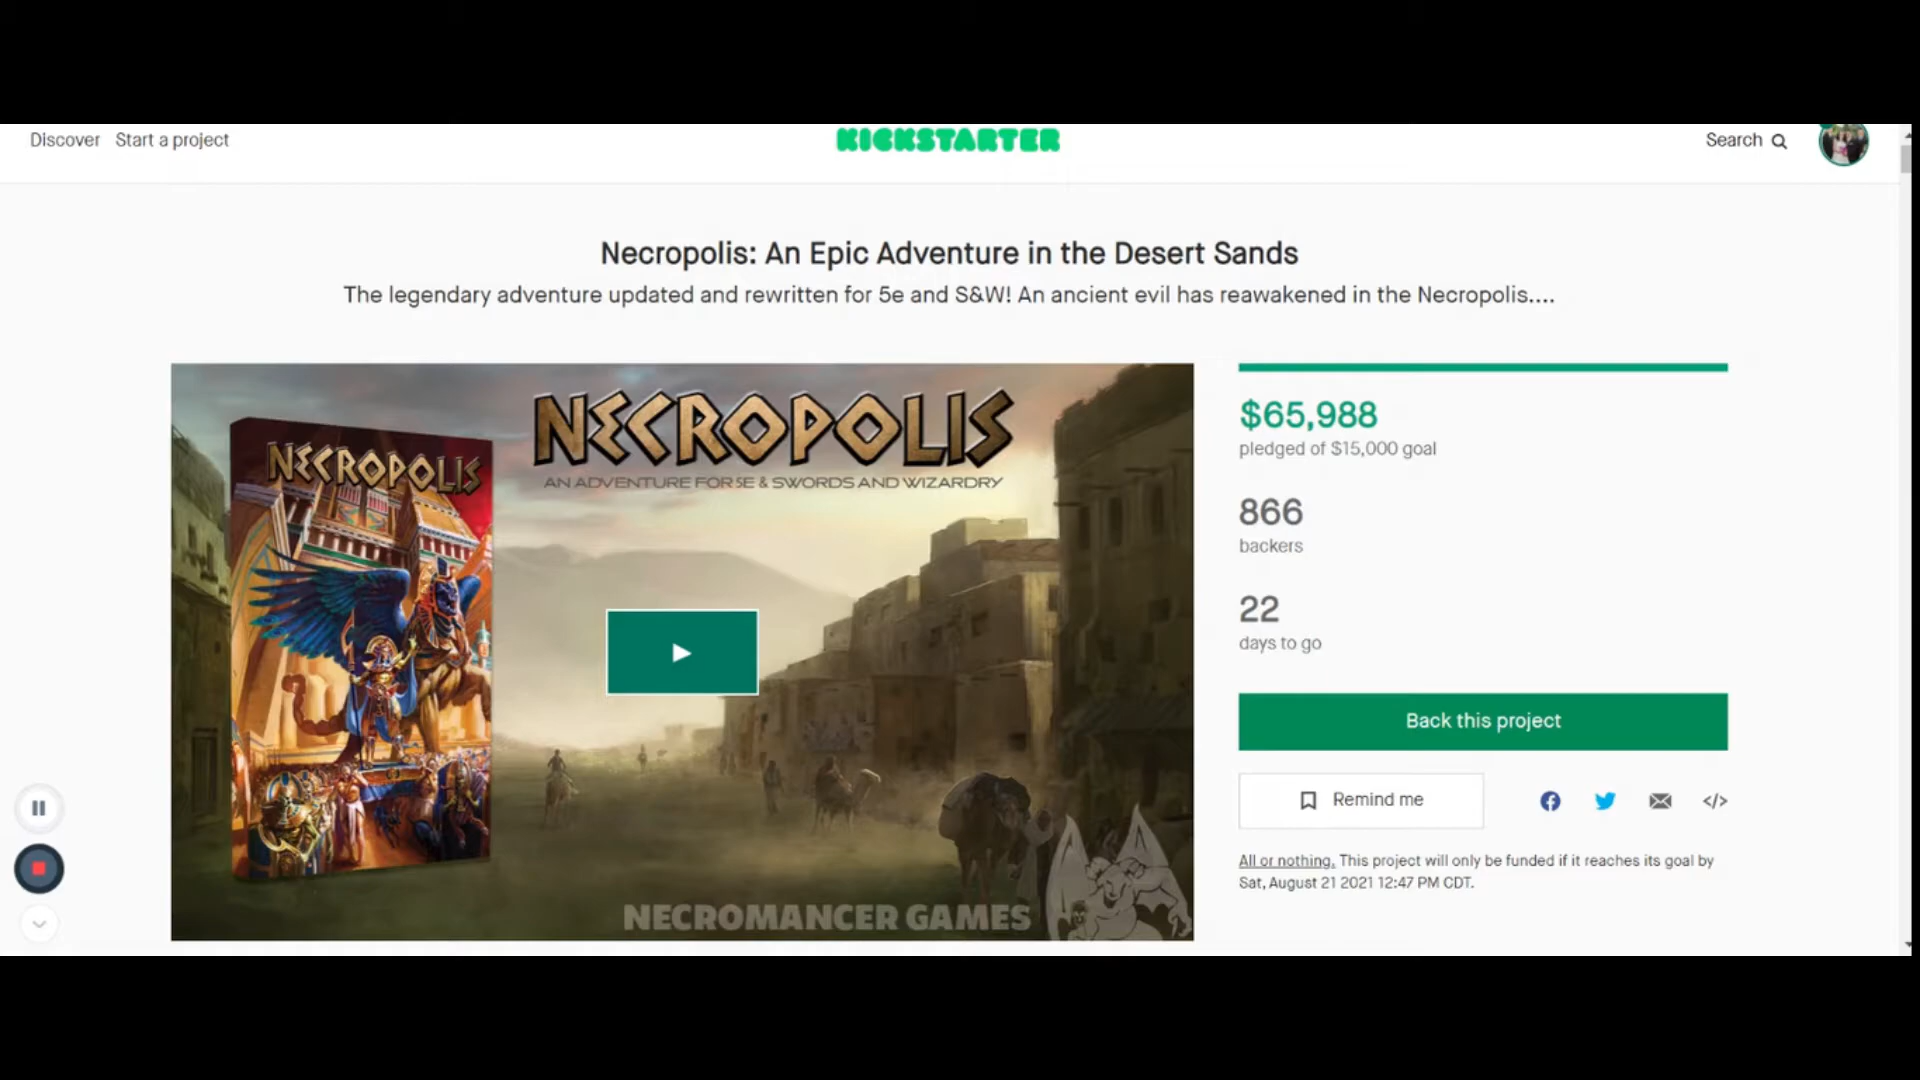 Discover Start a project
KICKSTARTER
Search
Necropolis: An Epic Adventure in the Desert Sands
The legendary adventure updated and rewritten for 5e and S&W! An ancient evil has reawakened in the Necropolis....
NECROPOLIS
NECROPOLIS
AN ADVENTURE FOR 5E & SWORDS AND WIZARDRY
NECROMANCER GAMES
$65,988
pledged of $15,000 goal
866
backers
22
days to go
Back this project
Remind me
All or nothing. This project will only be funded if it reaches its goal by
Sat, August 21 2021 12:47 PM CDT.